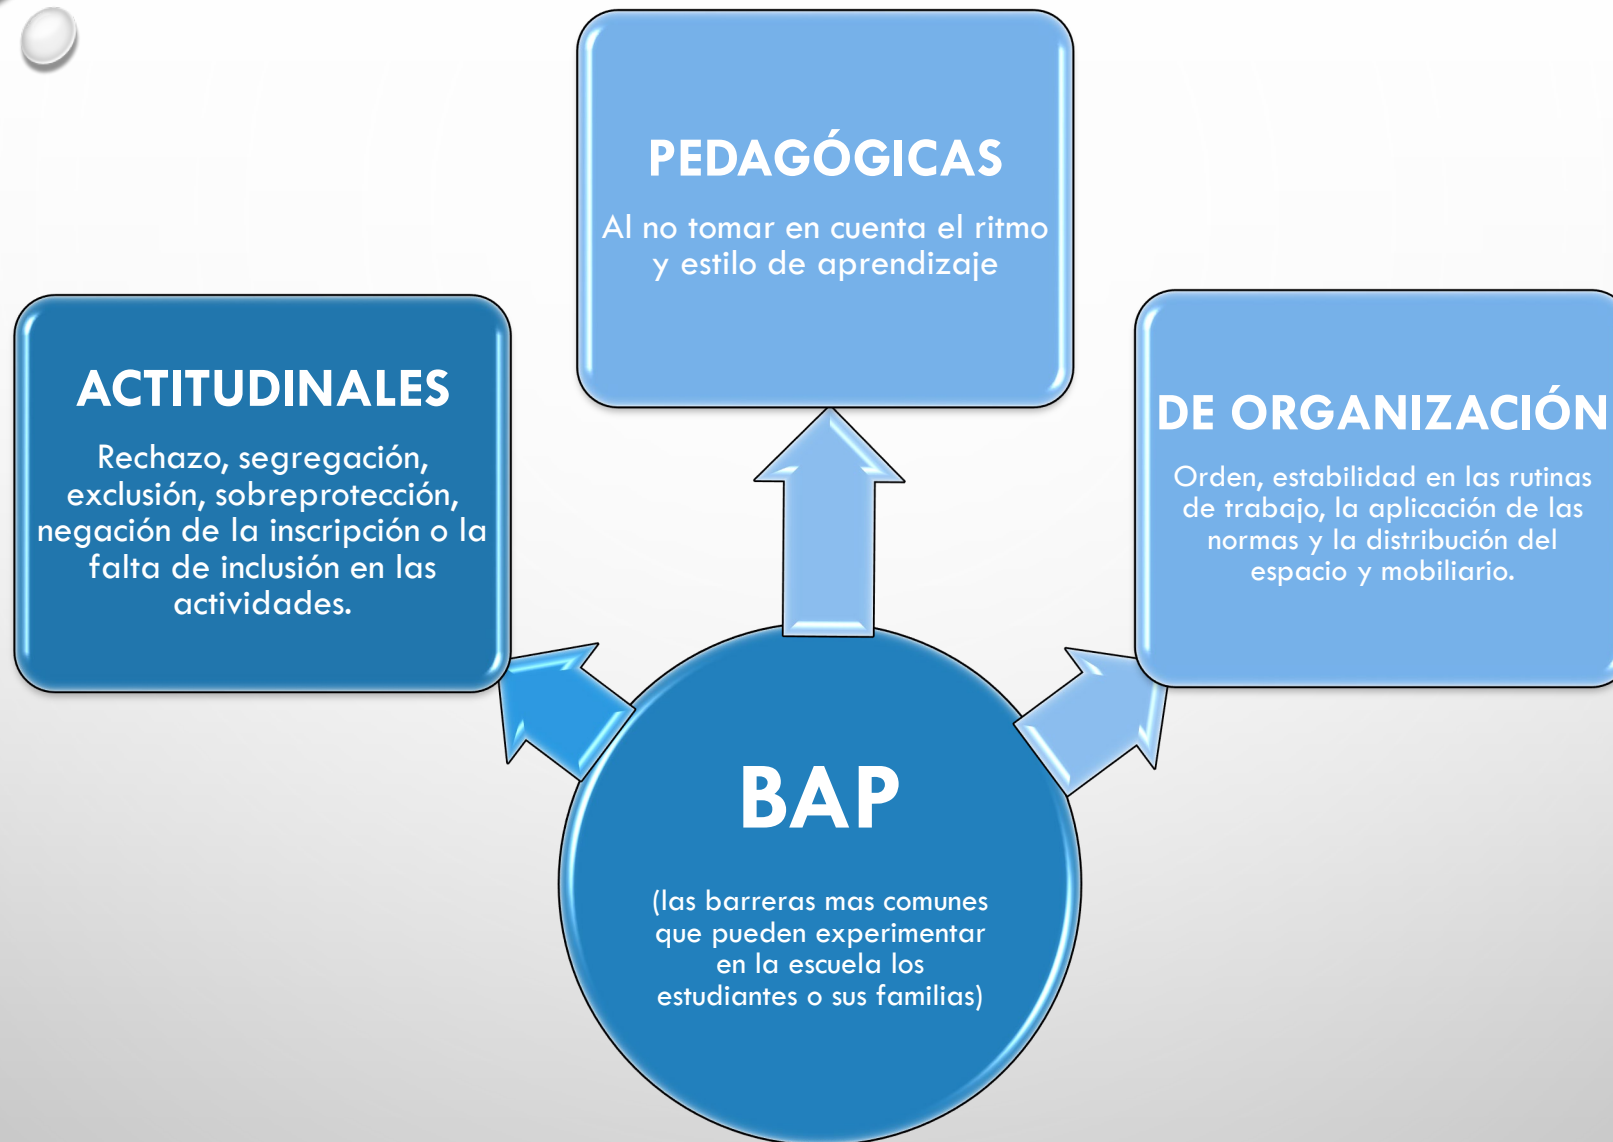 PEDAGÓGICAS
Al no tomar en cuenta el ritmo
y estilo de aprendizaje
ACTITUDINALES
Rechazo, segregación,
exclusión, sobreprotección,
negación de la inscripción o la
falta de inclusión en las
actividades.
DE ORGANIZACIÓN
Orden, estabilidad en las rutinas
de trabajo, la aplicación de las
normas y la distribución del
espacio y mobiliario.
BAP
(las barreras mas comunes
que pueden experimentar
en la escuela los
estudiantes o sus familias)